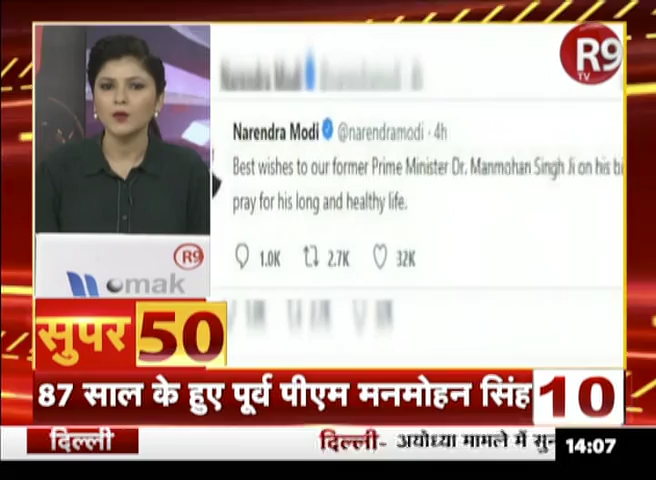 R9
TV
Narendra Modi @narendramodi · 4h
Best wishes to our former Prime Minister Dr. Manmohan Singh Ji on his
pray for his long and healthy life.
1.0K 2.7K 32K
R9
omak
सुपर 50
87 साल के हुए पूर्व पीएम मनमोहन सिंह 10
दिल्ली दिल्ली- अयोध्या मामले में 14:07